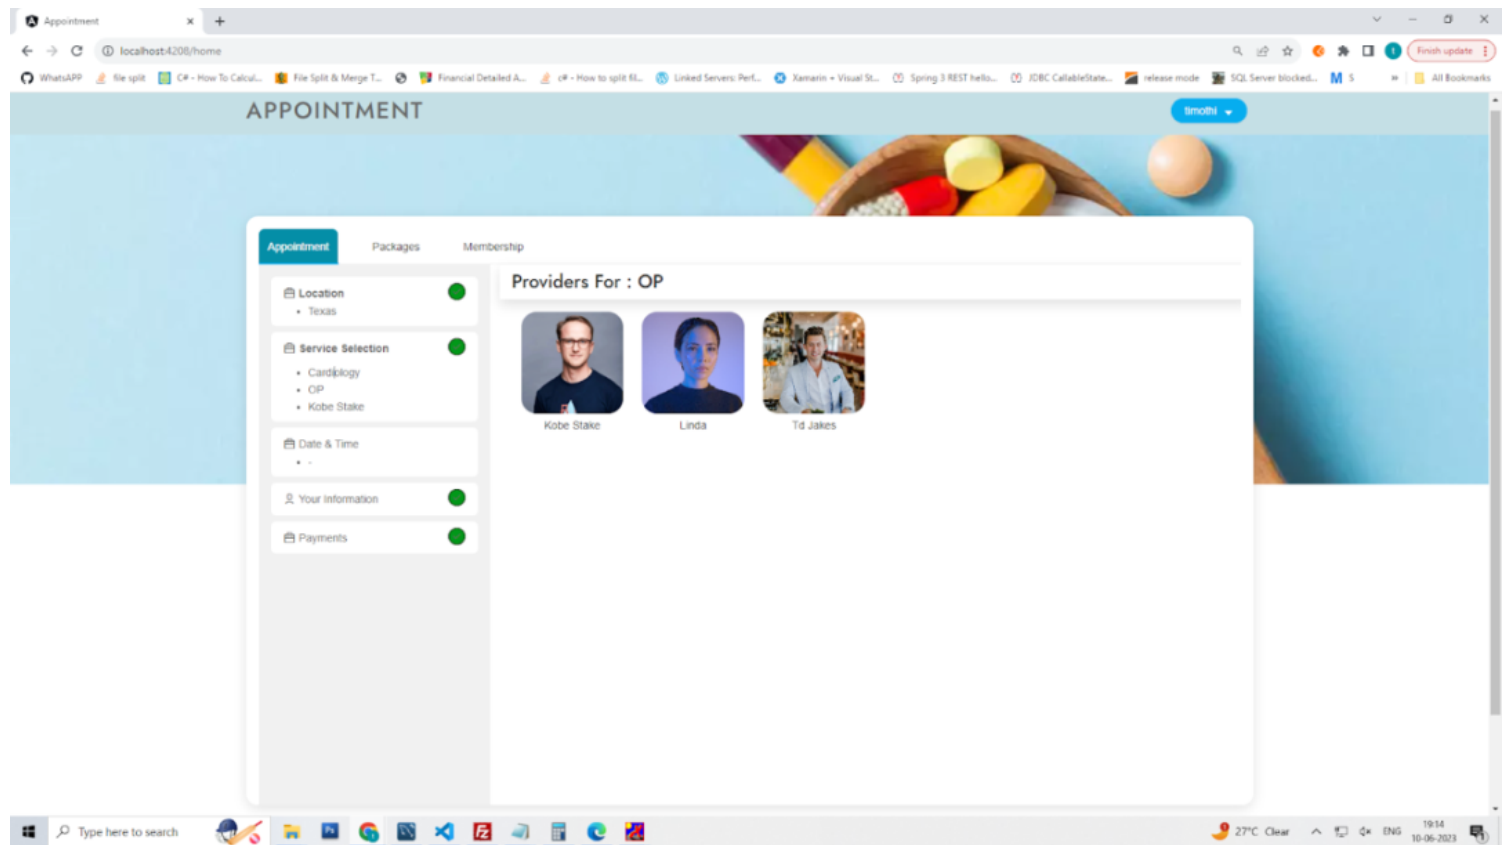 Appointment
localhost:4208/home
Finish update
WhatsAPP
file split
C# - How To Calcul...
File Split & Merge T...
Financial Detailed A...
c# - How to split fil...
Linked Servers: Perf...
Xamarin + Visual St...
Spring 3 REST hello...
JDBC CallableState...
release mode
SQL Server blocked...
S
All Bookmarks
APPOINTMENT
timothi
Appointment
Packages
Membership
Location
Texas
Service Selection
Cardiology
OP
Kobe Stake
Date & Time
-
Your Information
Payments
Providers For : OP
Kobe Stake
Linda
Td Jakes
Type here to search
27°C Clear
ENG
19:14
10-06-2023